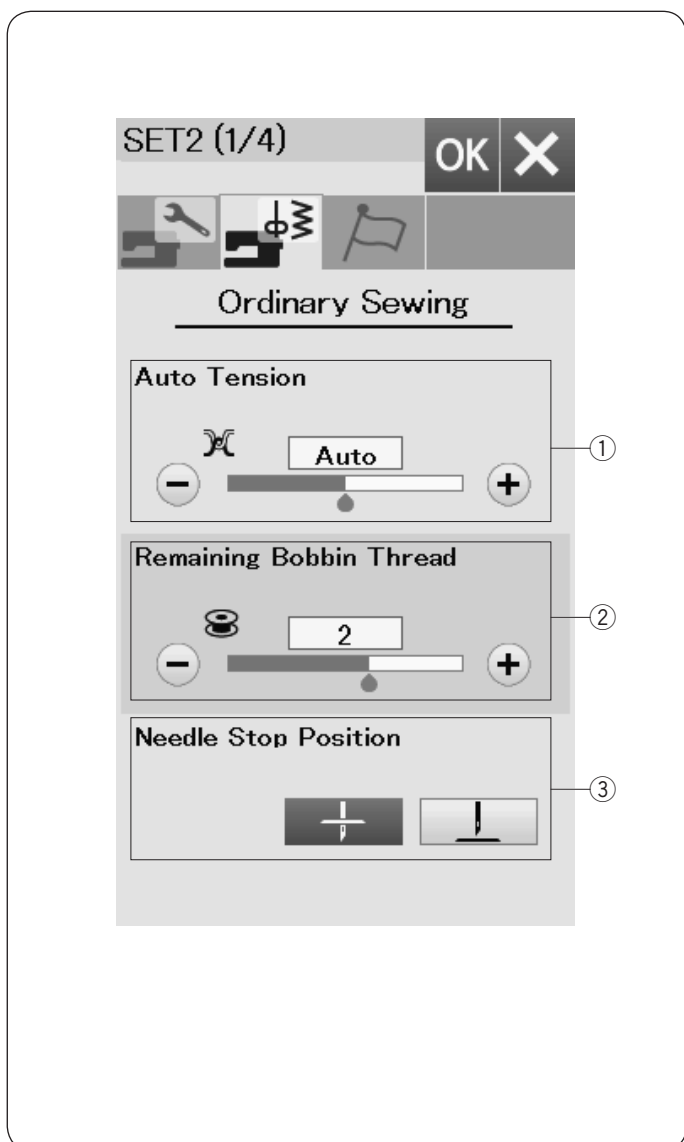 SET2 (1/4)
OK
Ordinary Sewing
Auto Tension
Auto
①
Remaining Bobbin Thread
2
②
Needle Stop Position
③